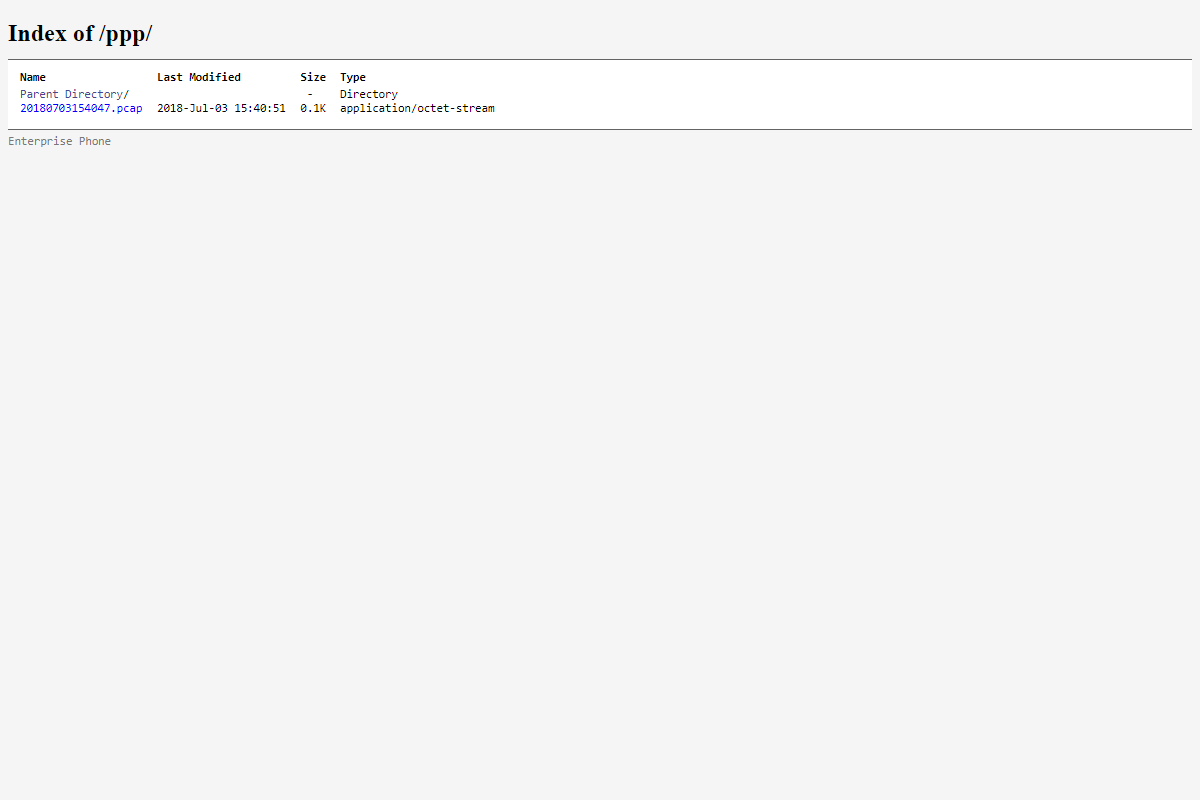 Index of /ppp/
Name Last Modified Size Type
Parent Directory/ - Directory
20180703154047.pcap 2018-Jul-03 15:40:51 0.1K application/octet-stream
Enterprise Phone